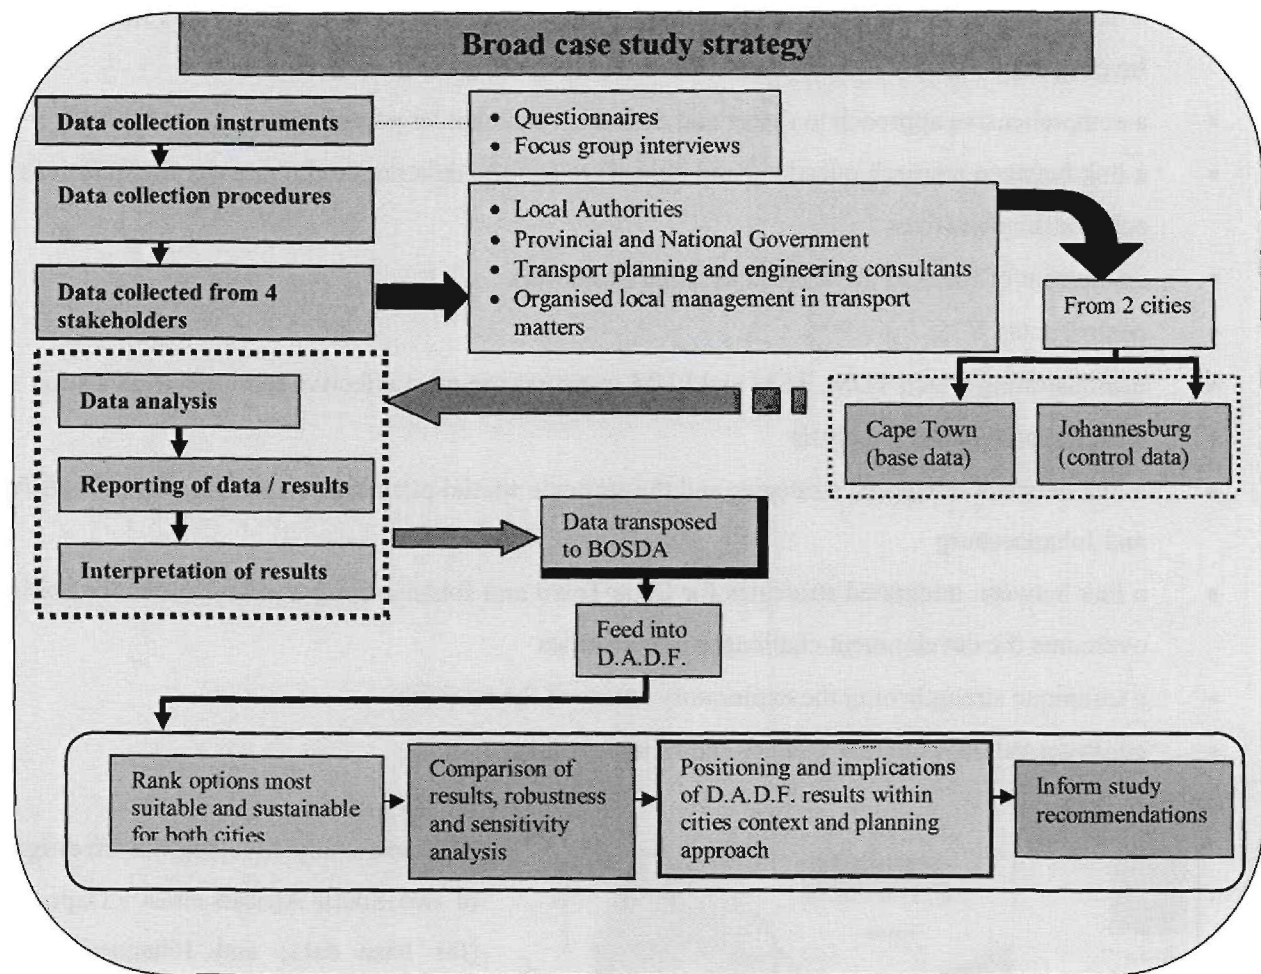 Broad case study strategy
Data collection instruments
• Questionnaires
• Focus group interviews
Data collection procedures
Data collected from 4
stakeholders
• Local Authorities
• Provincial and National Government
• Transport planning and engineering consultants
• Organised local management in transport
matters
From 2 cities
Cape Town
(base data)
Johannesburg
(control data)
Data analysis
Reporting of data / results
Interpretation of results
Data transposed
to BOSDA
Feed into
D.A.D.F.
Rank options most
suitable and sustainable
for both cities
Comparison of
results, robustness
and sensitivity
analysis
Positioning and implications
of D.A.D.F. results within
cities context and planning
approach
Inform study
recommendations